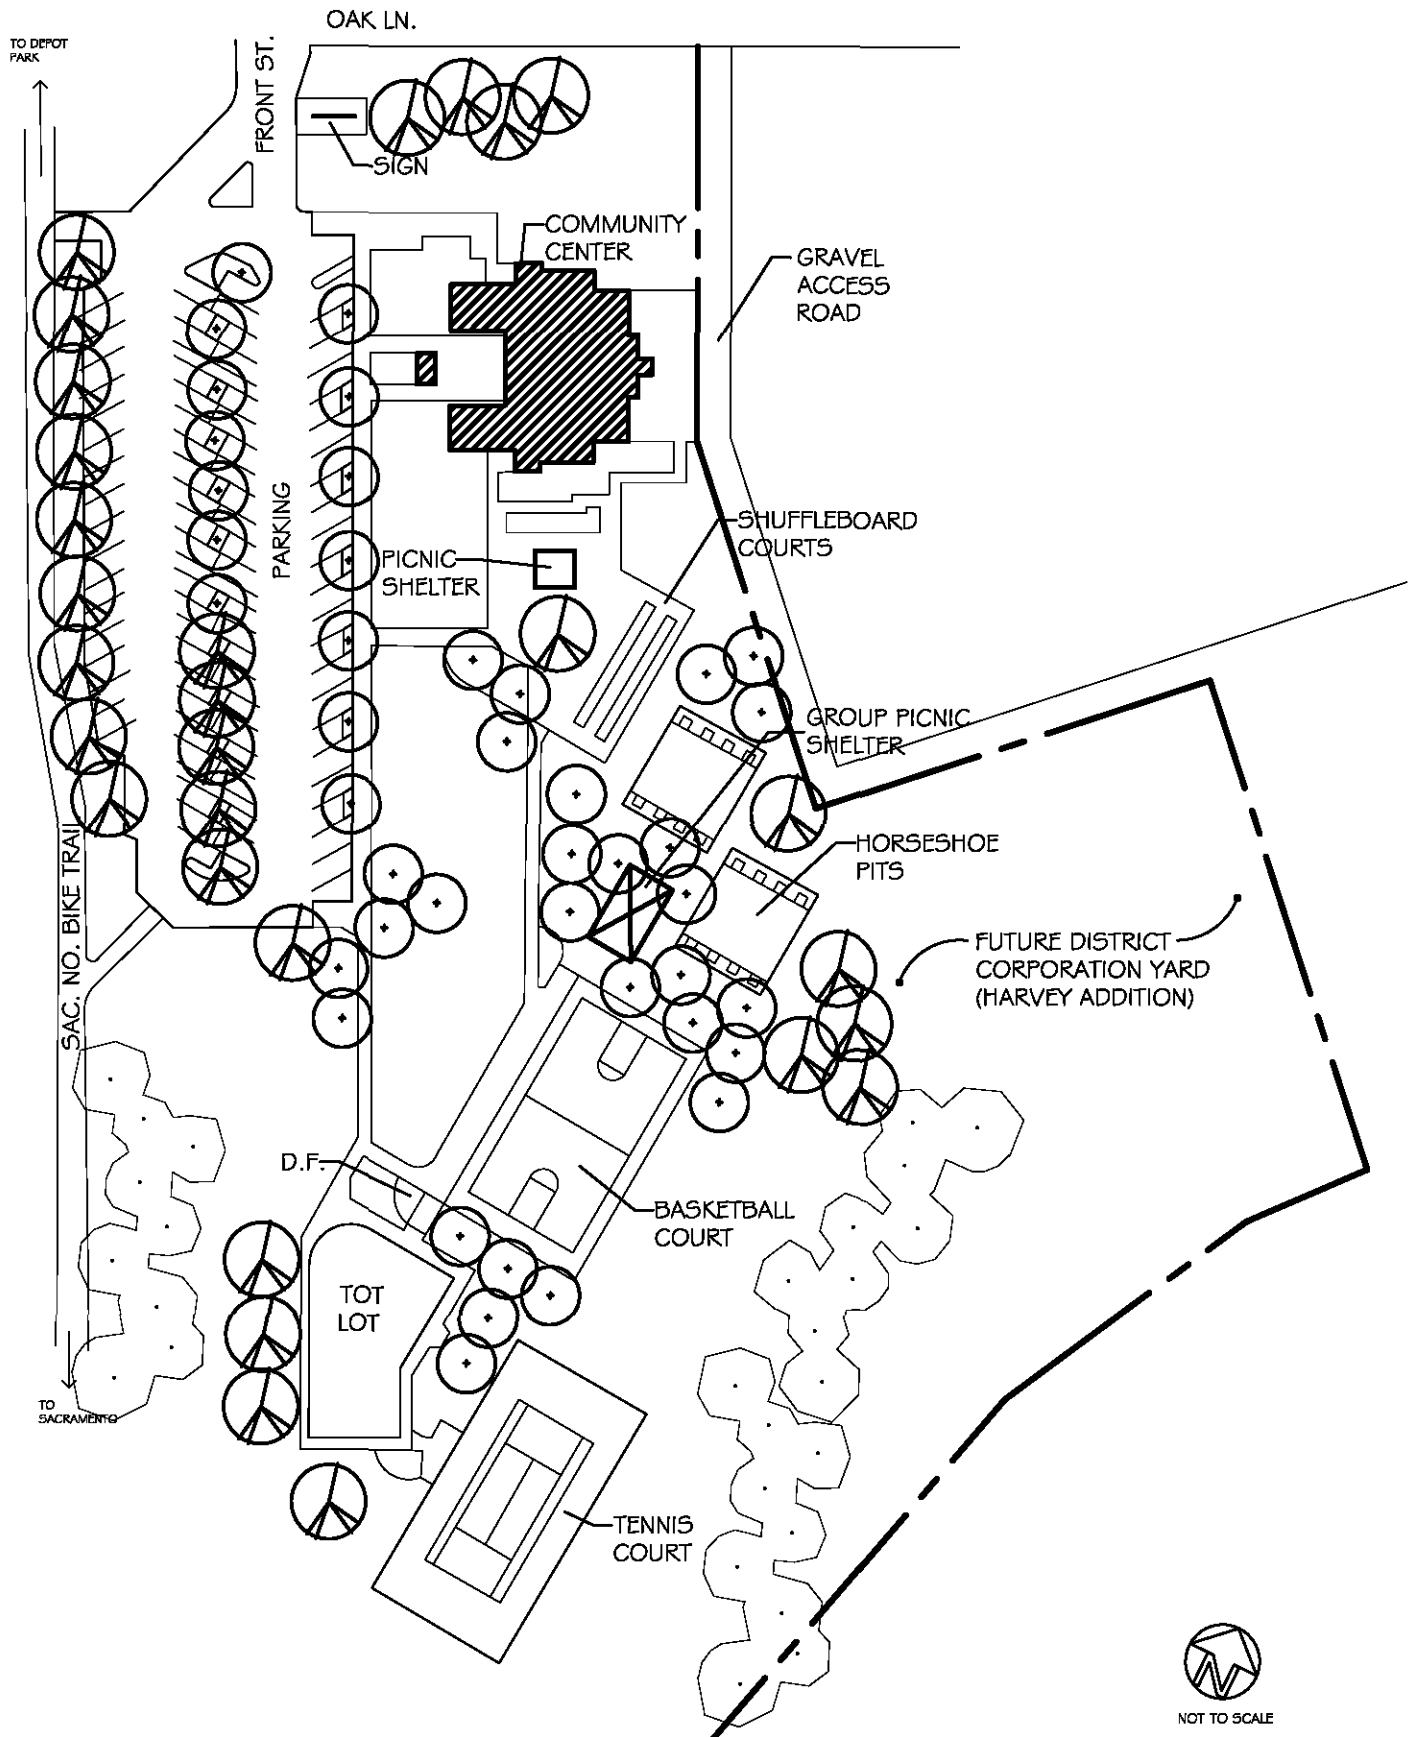 OAK LN.
TO DEPOT
PARK
FRONT ST.
SIGN
COMMUNITY
CENTER
GRAVEL
ACCESS
ROAD
PARKING
SHUFFLEBOARD
COURTS
PICNIC
SHELTER
GROUP PICNIC
SHELTER
HORSESHOE
PITS
SAC. NO. BIKE TRAIL
FUTURE DISTRICT
CORPORATION YARD
(HARVEY ADDITION)
D.F.
BASKETBALL
COURT
TOT
LOT
TO
SACRAMENTO
TENNIS
COURT
N
NOT TO SCALE